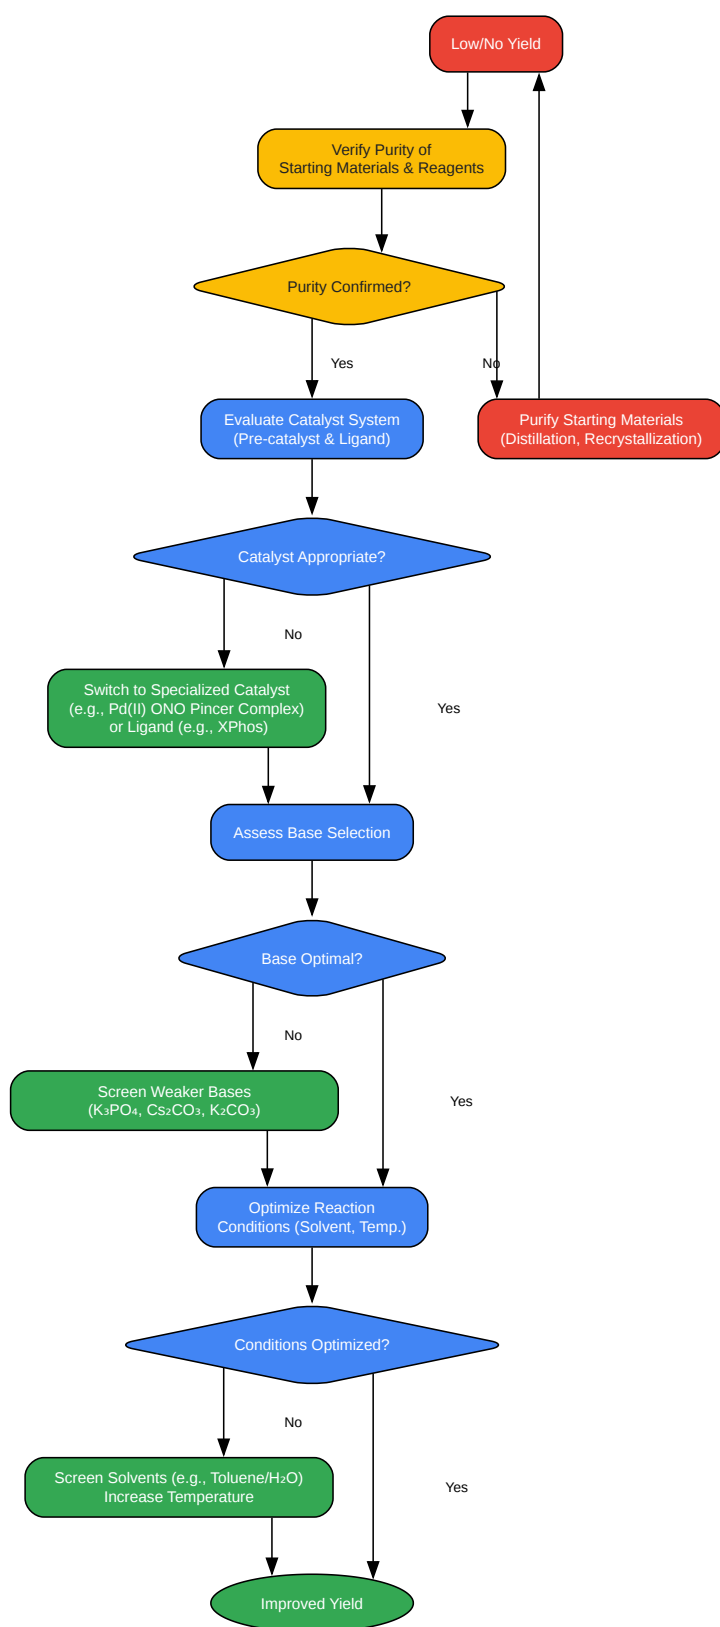 Low/No Yield
Verify Purity of
Starting Materials & Reagents
Purity Confirmed?
Yes
No
Evaluate Catalyst System
(Pre-catalyst & Ligand)
Purify Starting Materials
(Distillation, Recrystallization)
Catalyst Appropriate?
No
Switch to Specialized Catalyst
(e.g., Pd(II) ONO Pincer Complex)
or Ligand (e.g., XPhos)
Yes
Assess Base Selection
Base Optimal?
No
Screen Weaker Bases
(K₃PO₄, Cs₂CO₃, K₂CO₃)
Yes
Optimize Reaction
Conditions (Solvent, Temp.)
Conditions Optimized?
No
Screen Solvents (e.g., Toluene/H₂O)
Increase Temperature
Yes
Improved Yield